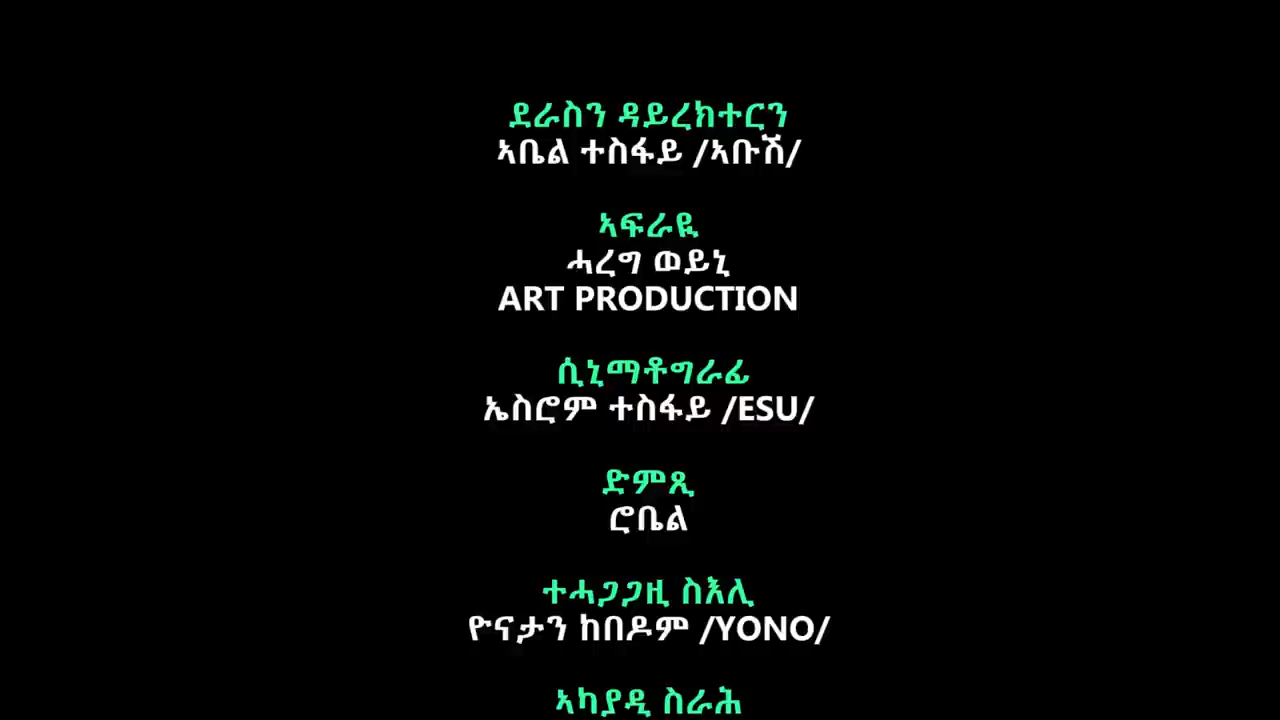 ደራስን ዳይረክተርን
ኣቤል ተስፋይ /ኣቡሽ/
ኣፍራዪ
ሓረግ ወይኒ
ART PRODUCTION
ሲኒማቶግራፊ
ኤስሮም ተስፋይ /ESU/
ድምጺ
ሮቤል
ተሓጋጋዚ ስእሊ
ዮናታን ከበዶም /YONO/
ኣካያዲ ስራሕ